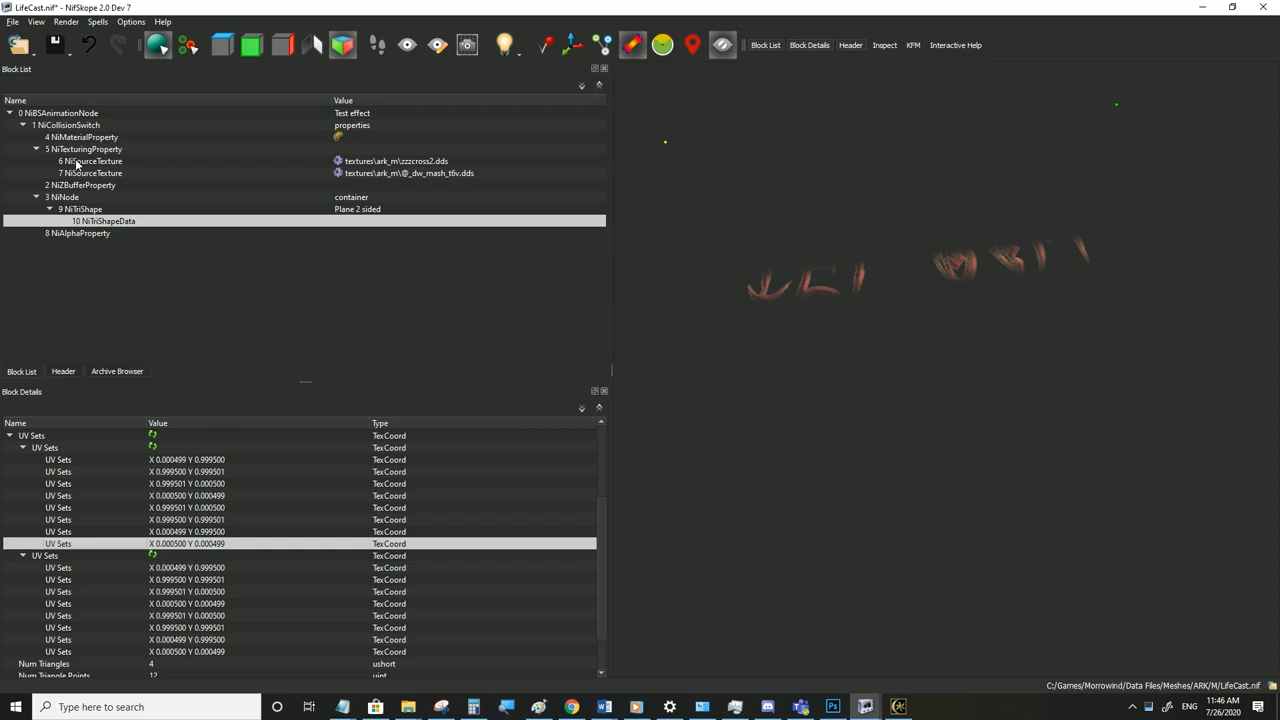 LifeCast.nif* - NifSkope 2.0 Dev 7
File View Render Spells Options Help
Block List Block Details Header Inspect KFM Interactive Help
Block List
Name Value
0 NiBSAnimationNode Test effect
1 NiCollisionSwitch properties
4 NiMaterialProperty
5 NiTexturingProperty
6 NiSourceTexture textures\ark_m\zzzcross2.dds
7 NiSourceTexture textures\ark_m\@_dw_mash_t6v.dds
2 NiZBufferProperty
3 NiNode container
9 NiTriShape Plane 2 sided
10 NiTriShapeData
8 NiAlphaProperty
Block List Header Archive Browser
Block Details
Name Value Type
UV Sets TexCoord
UV Sets TexCoord
UV Sets X 0.000499 Y 0.999500 TexCoord
UV Sets X 0.999500 Y 0.999501 TexCoord
UV Sets X 0.999501 Y 0.000500 TexCoord
UV Sets X 0.000500 Y 0.000499 TexCoord
UV Sets X 0.999501 Y 0.000500 TexCoord
UV Sets X 0.999500 Y 0.999501 TexCoord
UV Sets X 0.000499 Y 0.999500 TexCoord
UV Sets X 0.000500 Y 0.000499 TexCoord
UV Sets TexCoord
UV Sets X 0.000499 Y 0.999500 TexCoord
UV Sets X 0.999500 Y 0.999501 TexCoord
UV Sets X 0.999501 Y 0.000500 TexCoord
UV Sets X 0.000500 Y 0.000499 TexCoord
UV Sets X 0.999501 Y 0.000500 TexCoord
UV Sets X 0.999500 Y 0.999501 TexCoord
UV Sets X 0.000499 Y 0.999500 TexCoord
UV Sets X 0.000500 Y 0.000499 TexCoord
Num Triangles 4 ushort
Num Triangle Points 12 uint
C:/Games/Morrowind/Data Files/Meshes/ARK/M/LifeCast.nif
Type here to search
ENG
11:46 AM
7/26/2020